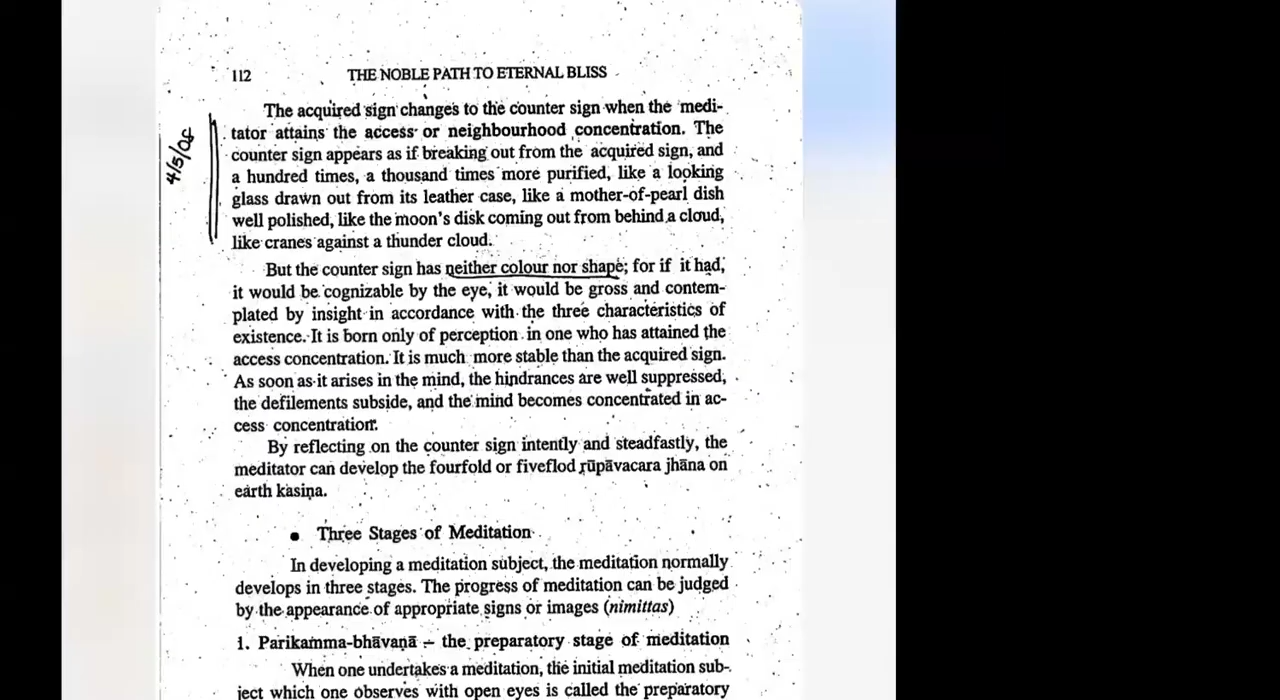 112 THE NOBLE PATH TO ETERNAL BLISS
4/5/08
The acquired sign changes to the counter sign when the medi-
tator attains the access or neighbourhood concentration. The
counter sign appears as if breaking out from the acquired sign, and
a hundred times, a thousand times more purified, like a looking
glass drawn out from its leather case, like a mother-of-pearl dish
well polished, like the moon's disk coming out from behind a cloud,
like cranes against a thunder cloud.
But the counter sign has neither colour nor shape; for if it had,
it would be cognizable by the eye, it would be gross and contem-
plated by insight in accordance with the three characteristics of
existence. It is born only of perception in one who has attained the
access concentration. It is much more stable than the acquired sign.
As soon as it arises in the mind, the hindrances are well suppressed,
the defilements subside, and the mind becomes concentrated in ac-
cess concentration.
By reflecting on the counter sign intently and steadfastly, the
meditator can develop the fourfold or fiveflod rūpāvacara jhāna on
earth kasiṇa.
• Three Stages of Meditation
In developing a meditation subject, the meditation normally
develops in three stages. The progress of meditation can be judged
by the appearance of appropriate signs or images (nimittas)
1. Parikamma-bhāvaṇā – the preparatory stage of meditation
When one undertakes a meditation, the initial meditation sub-
ject which one observes with open eyes is called the preparatory